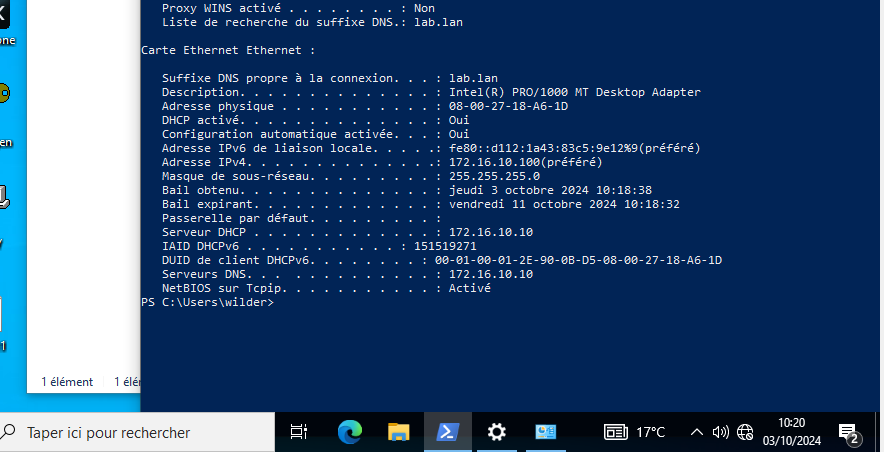 one
en
1
Proxy WINS activé . . . . . . . . : Non
Liste de recherche du suffixe DNS.: lab.lan
Carte Ethernet Ethernet :
Suffixe DNS propre à la connexion. . . : lab.lan
Description. . . . . . . . . . . . . . : Intel(R) PRO/1000 MT Desktop Adapter
Adresse physique . . . . . . . . . . . : 08-00-27-18-A6-1D
DHCP activé. . . . . . . . . . . . . . : Oui
Configuration automatique activée. . . : Oui
Adresse IPv6 de liaison locale. . . . .: fe80::d112:1a43:83c5:9e12%9(préféré)
Adresse IPv4. . . . . . . . . . . . . .: 172.16.10.100(préféré)
Masque de sous-réseau. . . . . . . . . : 255.255.255.0
Bail obtenu. . . . . . . . . . . . . . : jeudi 3 octobre 2024 10:18:38
Bail expirant. . . . . . . . . . . . . : vendredi 11 octobre 2024 10:18:32
Passerelle par défaut. . . . . . . . . :
Serveur DHCP . . . . . . . . . . . . . : 172.16.10.10
IAID DHCPv6 . . . . . . . . . . . : 151519271
DUID de client DHCPv6. . . . . . . . : 00-01-00-01-2E-90-0B-D5-08-00-27-18-A6-1D
Serveurs DNS. . . . . . . . . . . . . : 172.16.10.10
NetBIOS sur Tcpip. . . . . . . . . . . : Activé
PS C:\Users\wilder>
1 élément
1 élé
Taper ici pour rechercher
17°C
10:20
03/10/2024
2